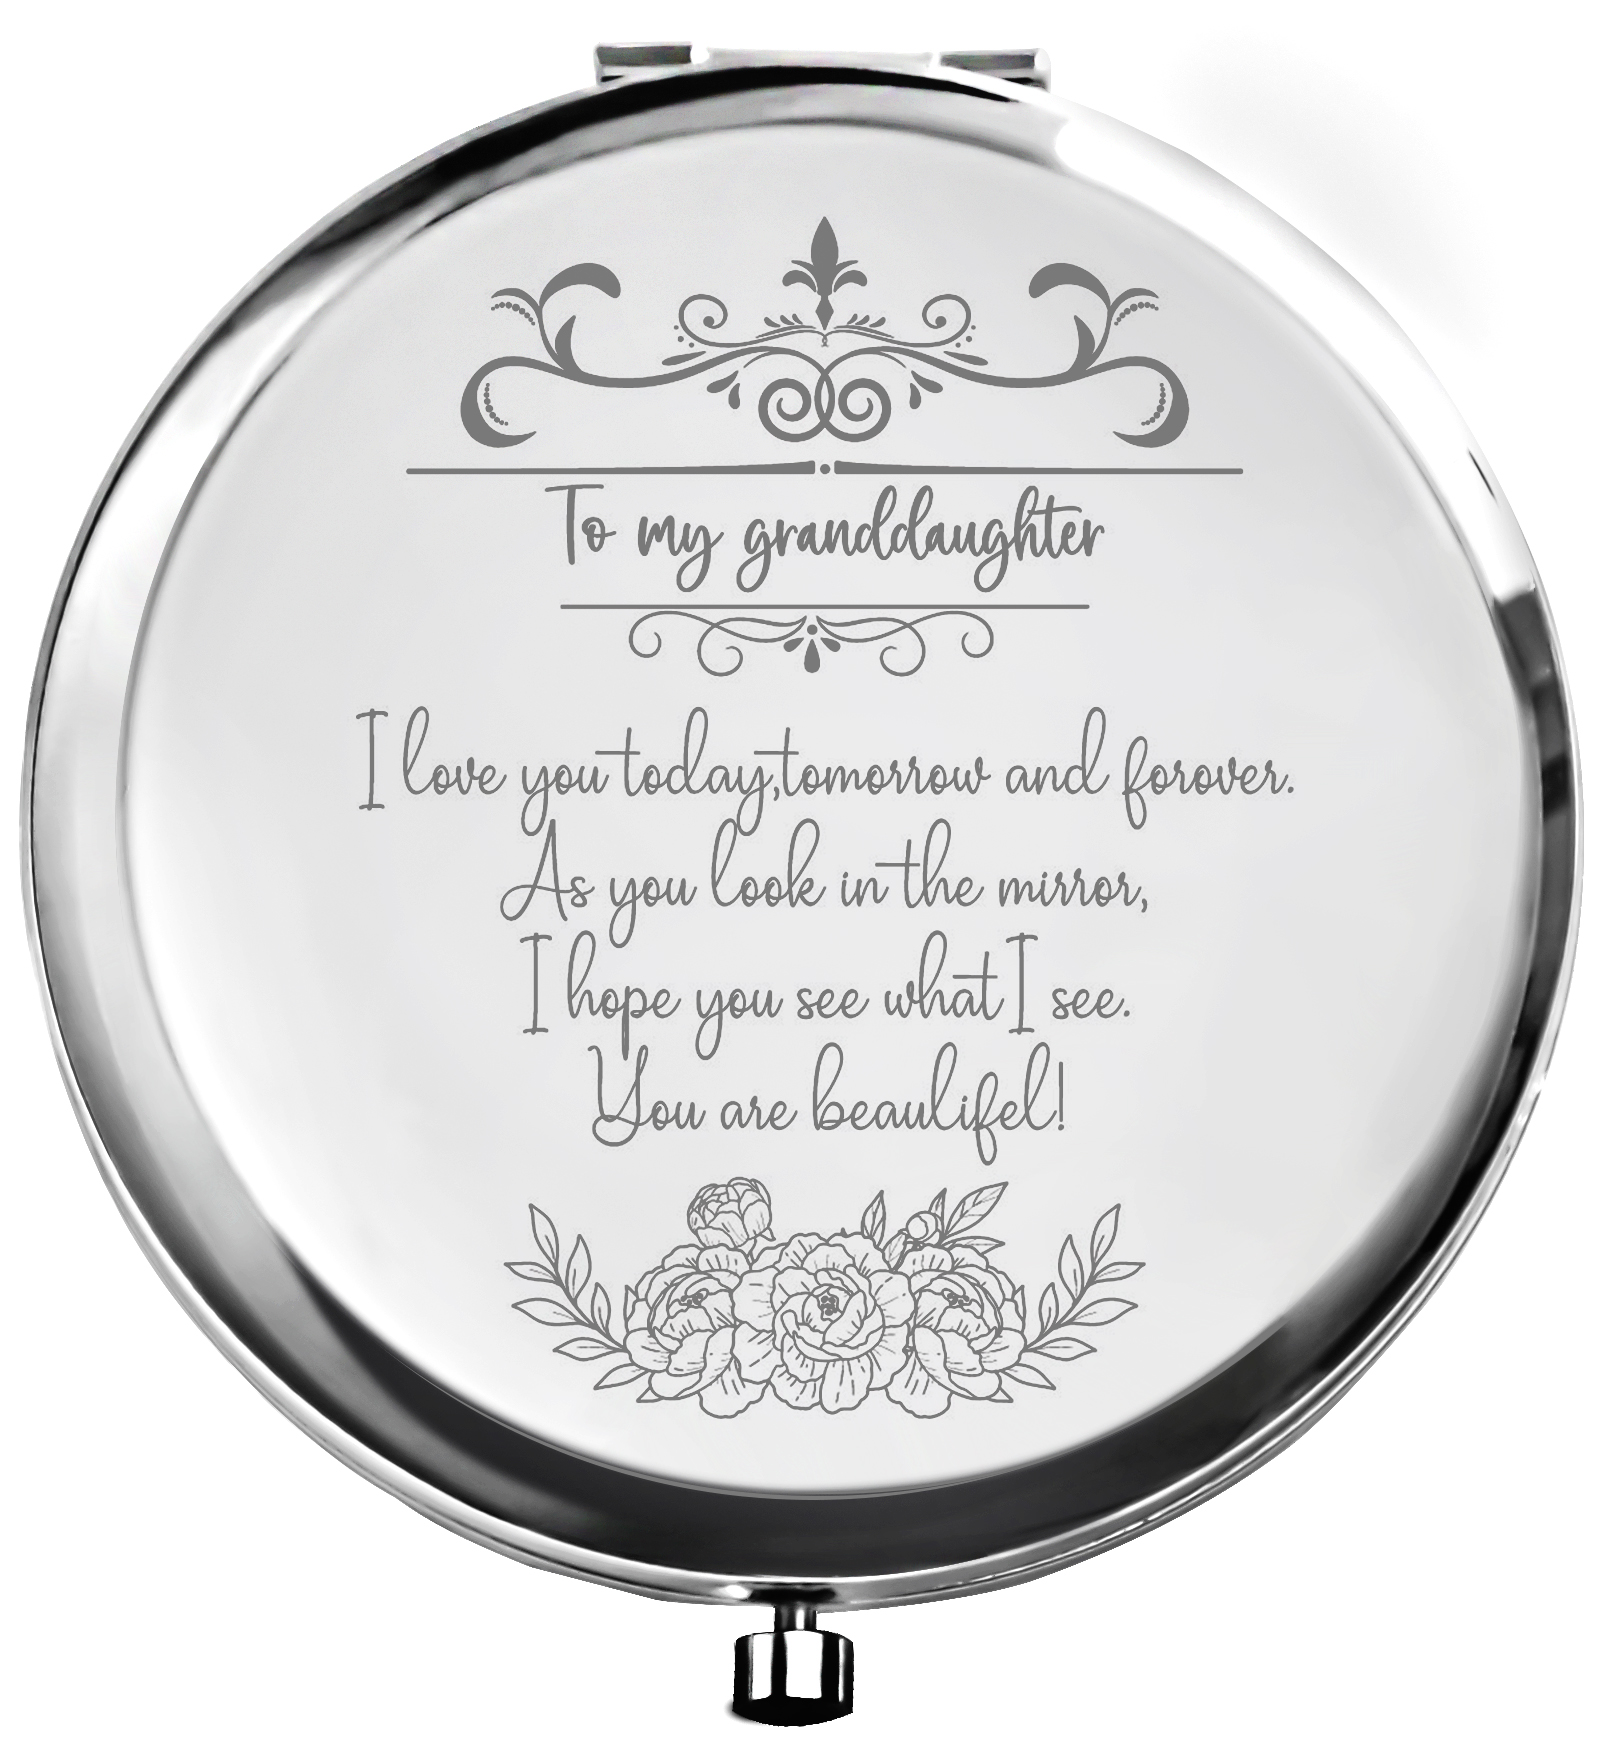 To my granddaughter
I love you today,tomorrow and forover.
As you look in the mirror,
I hope you see what I see.
You are beaulifel!